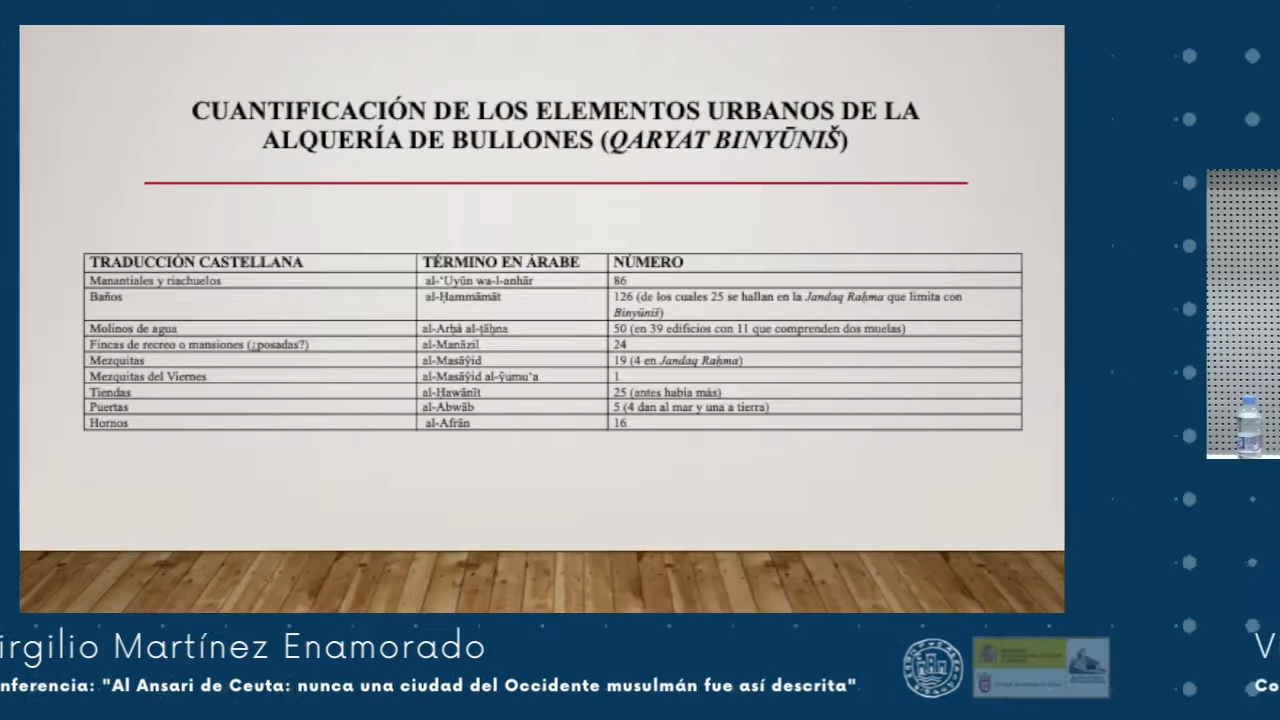 CUANTIFICACIÓN DE LOS ELEMENTOS URBANOS DE LA
ALQUERÍA DE BULLONES (QARYAT BINYŪNIŠ)
TRADUCCIÓN CASTELLANA TÉRMINO EN ÁRABE NÚMERO
Manantiales y riachuelos al-‘Uyūn wa-l-anhār 86
Baños al-Ḥammāmāt 126 (de los cuales 25 se hallan en la Jandaq Raḥma que limita con
Binyūniš)
Molinos de agua al-Arḥà al-ṭāḥna 50 (en 39 edificios con 11 que comprenden dos muelas)
Fincas de recreo o mansiones (¿posadas?) al-Manāzil 24
Mezquitas al-Masāŷid 19 (4 en Jandaq Raḥma)
Mezquitas del Viernes al-Masāŷid al-ŷumu‘a 1
Tiendas al-Ḥawānīt 25 (antes había más)
Puertas al-Abwāb 5 (4 dan al mar y una a tierra)
Hornos al-Afrān 16
irgilio Martínez Enamorado
nferencia: "Al Ansari de Ceuta: nunca una ciudad del Occidente musulmán fue así descrita"
V
Co